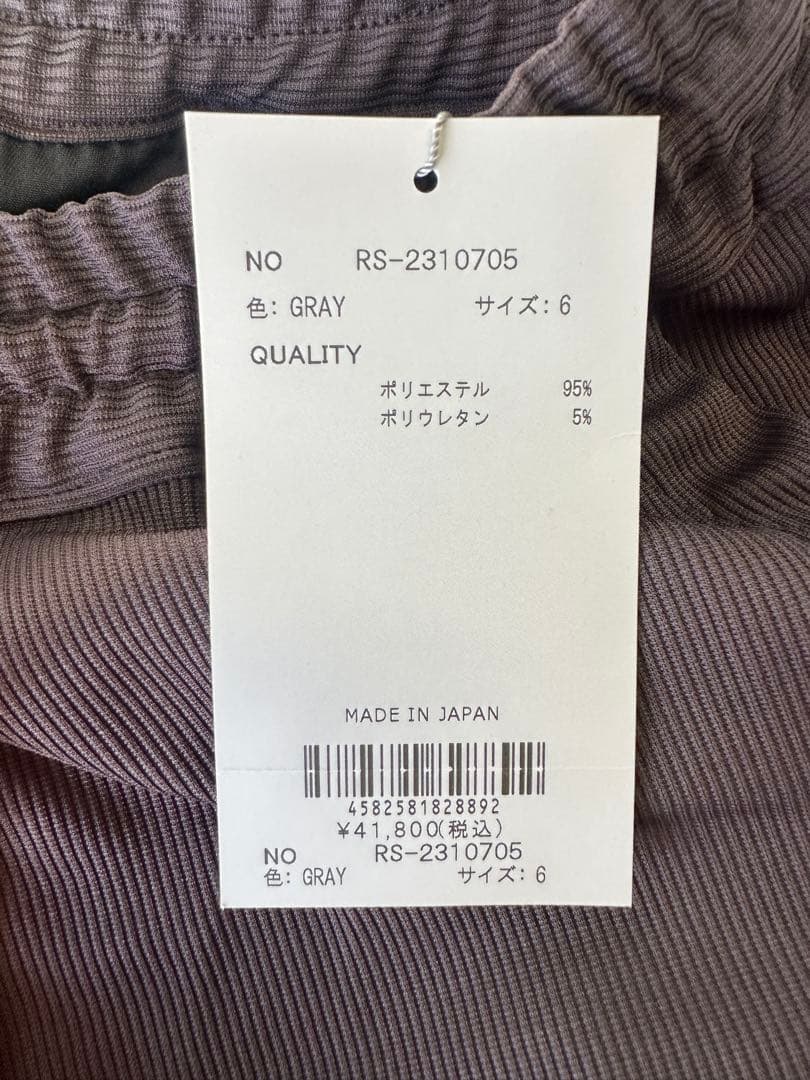 NO RS-2310705
色: GRAY サイズ: 6
QUALITY
ポリエステル 95%
ポリウレタン 5%
MADE IN JAPAN
4582581828892
¥41,800(税込)
NO RS-2310705
色: GRAY サイズ: 6